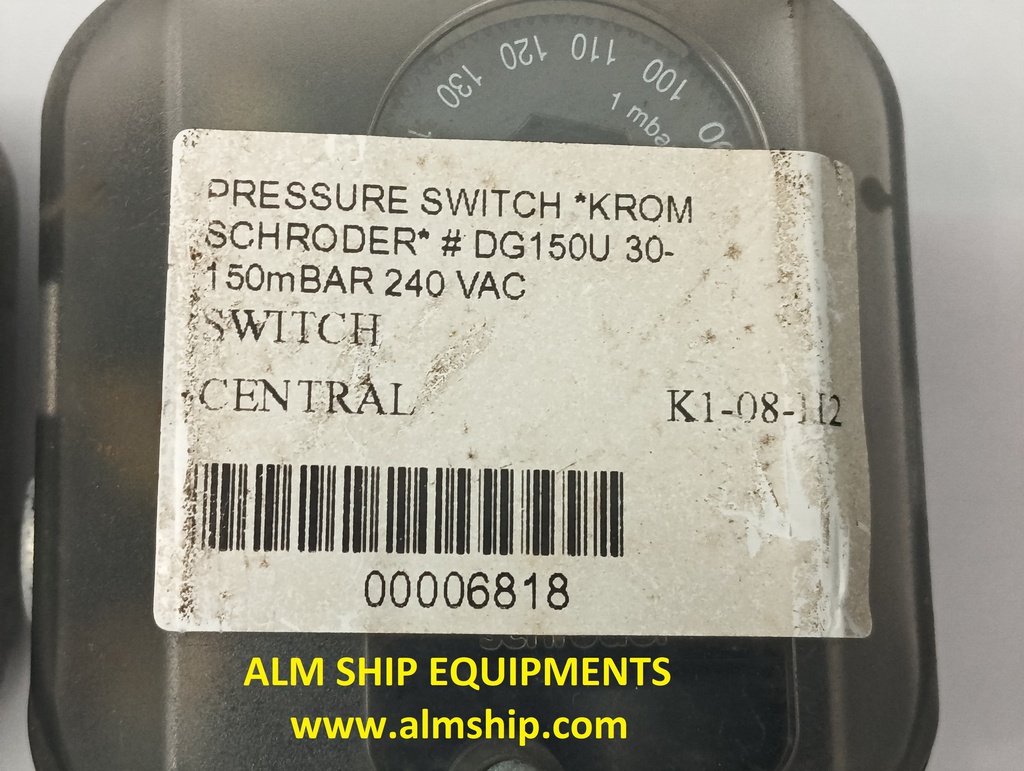 130 120 110 100
1 mba
PRESSURE SWITCH *KROM
SCHRODER* # DG150U 30-
150mBAR 240 VAC
SWITCH
CENTRAL
K1-08-H2
00006818
ALM SHIP EQUIPMENTS
www.almship.com